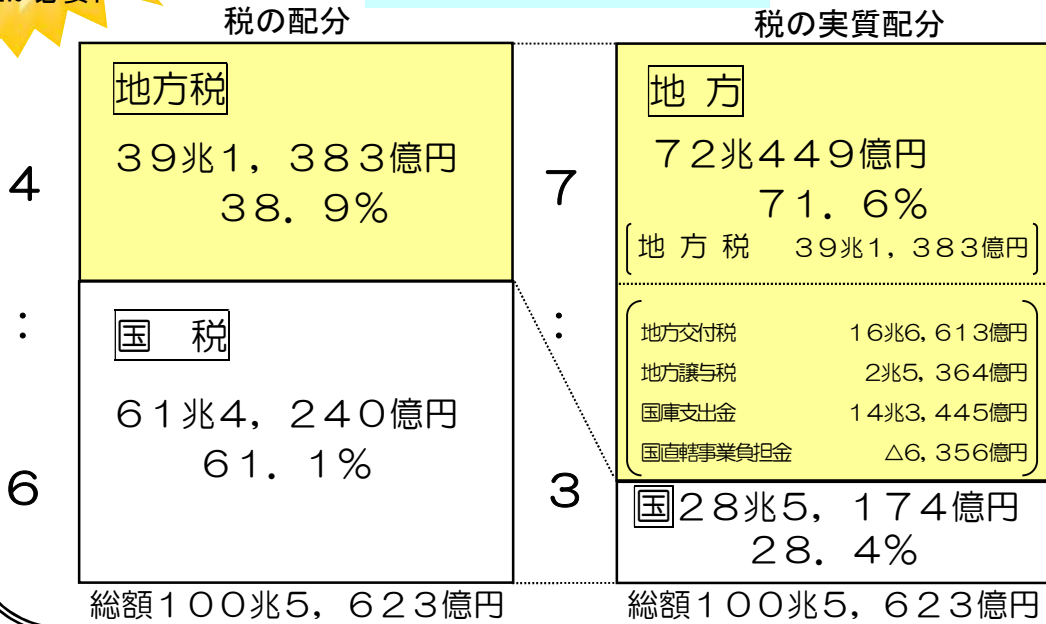 税の配分
地方税
39兆1,383億円
38.9%
4
:
6
国 税
61兆4,240億円
61.1%
総額100兆5,623億円
税の実質配分
地 方
72兆449億円
71.6%
地 方 税 39兆1,383億円
地方交付税 16兆6,613億円
地方譲与税 2兆5,364億円
国庫支出金 14兆3,445億円
国直轄事業負担金 △6,356億円
7
:
3
国28兆5,174億円
28.4%
総額100兆5,623億円